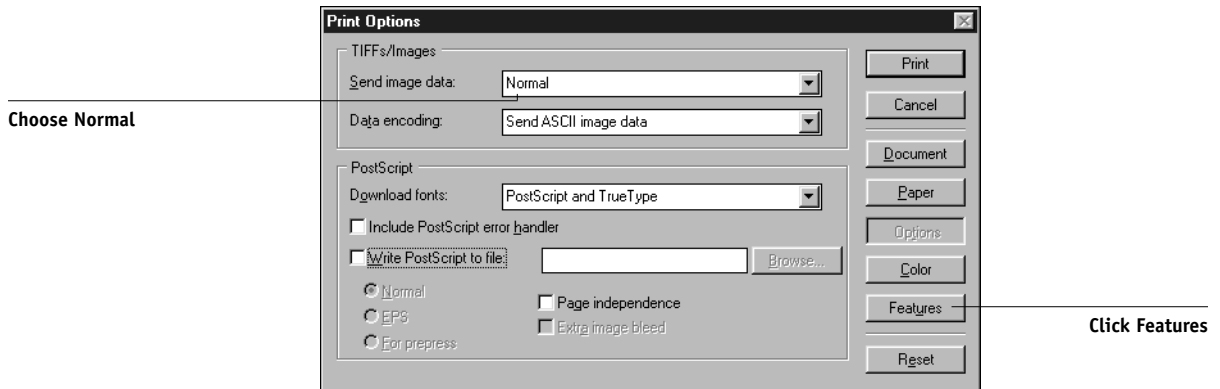 Print Options
TIFFs/Images
Send image data: Normal
Data encoding: Send ASCII image data
PostScript
Download fonts: PostScript and TrueType
Include PostScript error handler
Write PostScript to file: Browse...
Normal
EPS
For prepress
Page independence
Extra image bleed
Print
Cancel
Document
Paper
Options
Color
Features
Reset
Choose Normal
Click Features